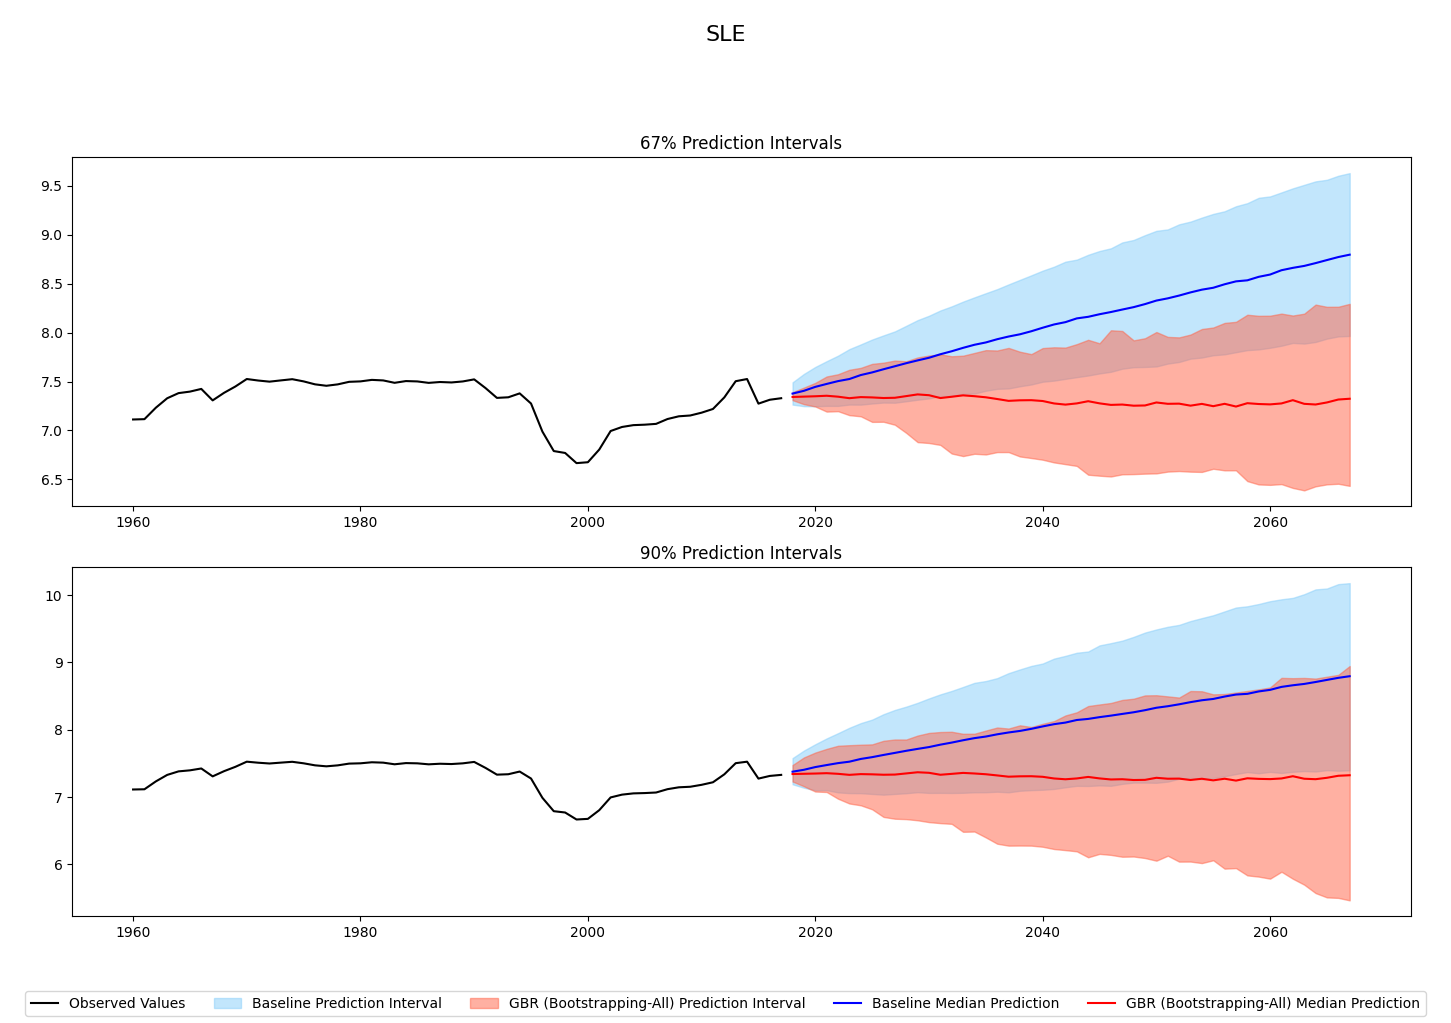 SLE
67% Prediction Intervals
9.5
9.0
8.5
8.0
7.5
7.0
6.5
1960 1980 2000 2020 2040 2060
90% Prediction Intervals
10
9
8
7
6
1960 1980 2000 2020 2040 2060
Observed Values Baseline Prediction Interval GBR (Bootstrapping-All) Prediction Interval Baseline Median Prediction GBR (Bootstrapping-All) Median Prediction